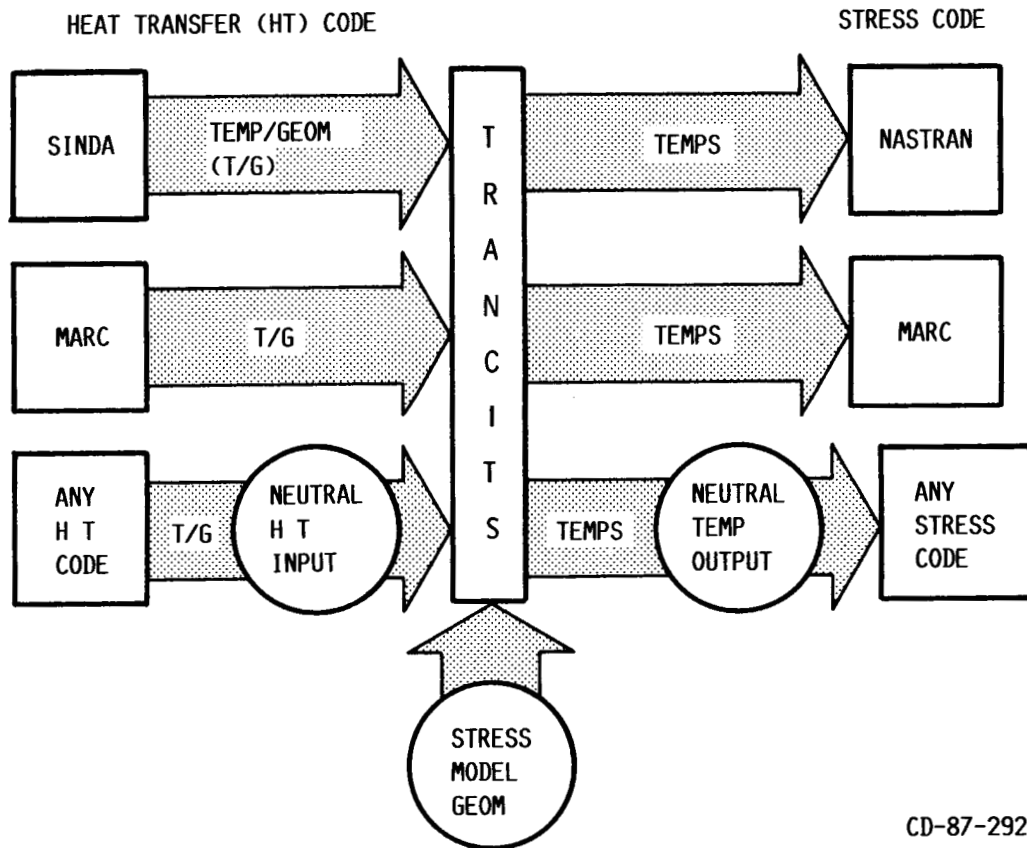 HEAT TRANSFER (HT) CODE
STRESS CODE
SINDA
TEMP/GEOM
(T/G)
TRANCITS
TEMPS
NASTRAN
MARC
T/G
TEMPS
MARC
ANY
H T
CODE
T/G
NEUTRAL
H T
INPUT
TEMPS
NEUTRAL
TEMP
OUTPUT
ANY
STRESS
CODE
STRESS
MODEL
GEOM
CD-87-292